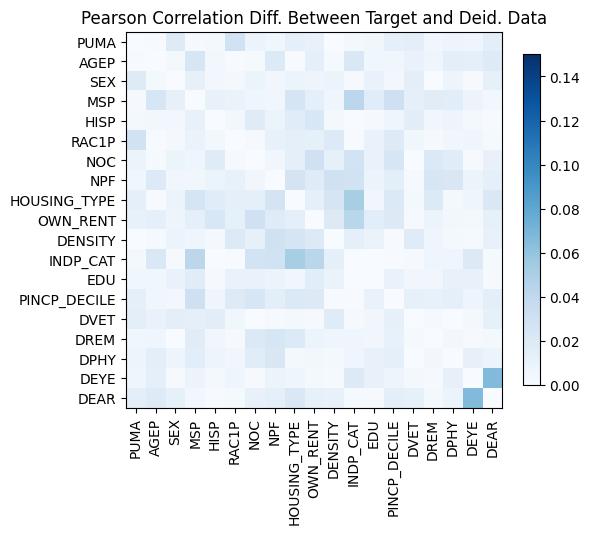 Pearson Correlation Diff. Between Target and Deid. Data
PUMA
AGEP
SEX
MSP
HISP
RAC1P
NOC
NPF
HOUSING_TYPE
OWN_RENT
DENSITY
INDP_CAT
EDU
PINCP_DECILE
DVET
DREM
DPHY
DEYE
DEAR
PUMA
AGEP
SEX
MSP
HISP
RAC1P
NOC
NPF
HOUSING_TYPE
OWN_RENT
DENSITY
INDP_CAT
EDU
PINCP_DECILE
DVET
DREM
DPHY
DEYE
DEAR
0.14
0.12
0.10
0.08
0.06
0.04
0.02
0.00